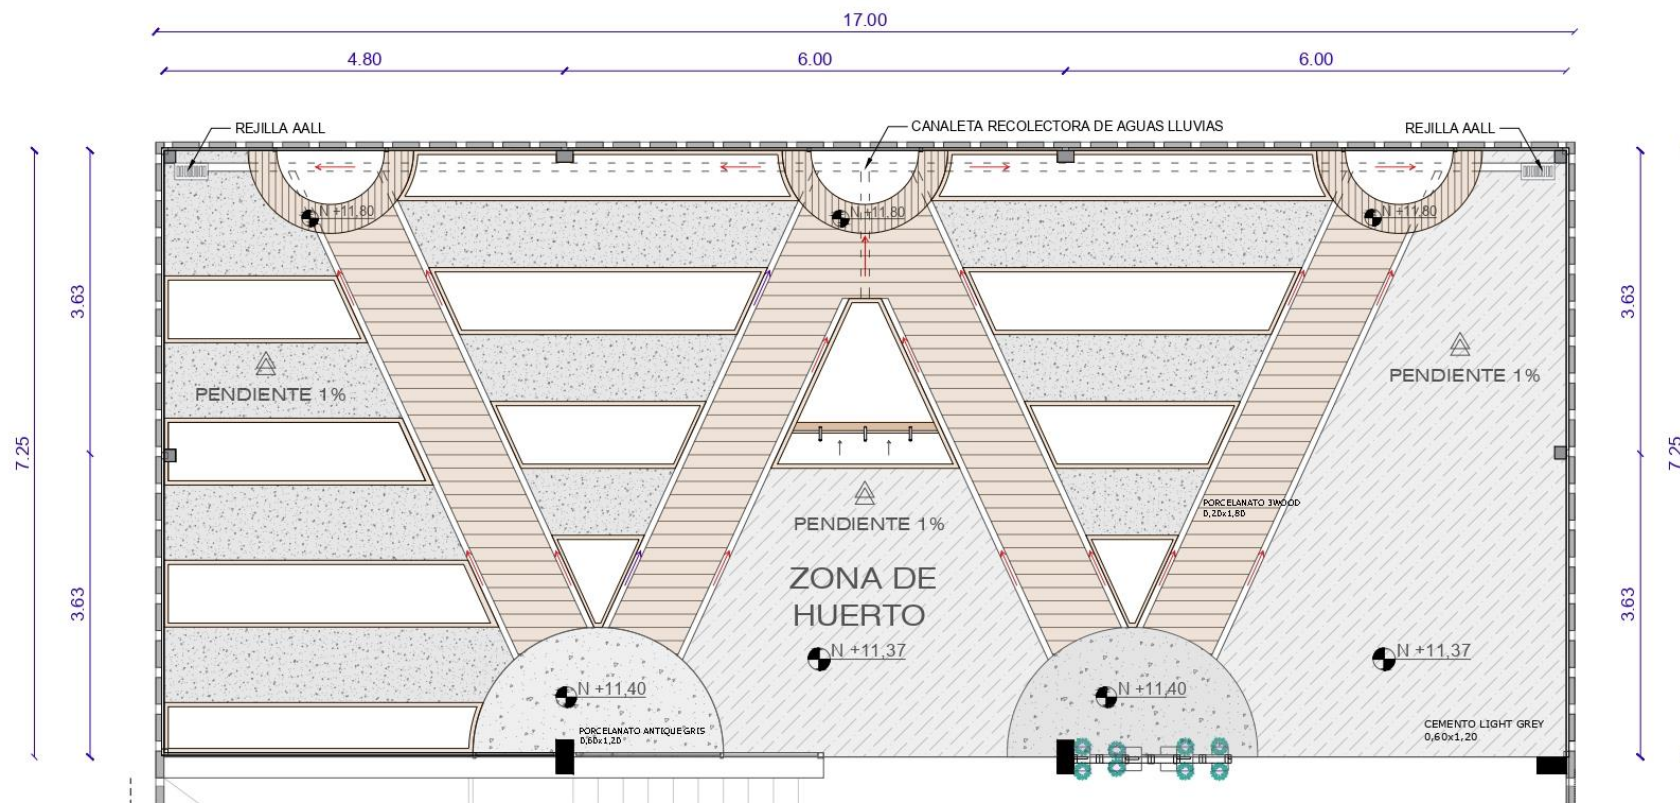 17.00
4.80
6.00
6.00
REJILLA AALL
CANALETA RECOLECTORA DE AGUAS LLUVIAS
REJILLA AALL
N +11,80
N +11,80
N +11,80
3.63
3.63
PENDIENTE 1%
PENDIENTE 1%
7.25
7.25
PORCELANATO 3WOOD
0,20x1,80
PENDIENTE 1%
ZONA DE
HUERTO
3.63
3.63
N +11,37
N +11,37
N +11,40
N +11,40
PORCELANATO ANTIQUE GRIS
0,60x1,20
CEMENTO LIGHT GREY
0,60x1,20